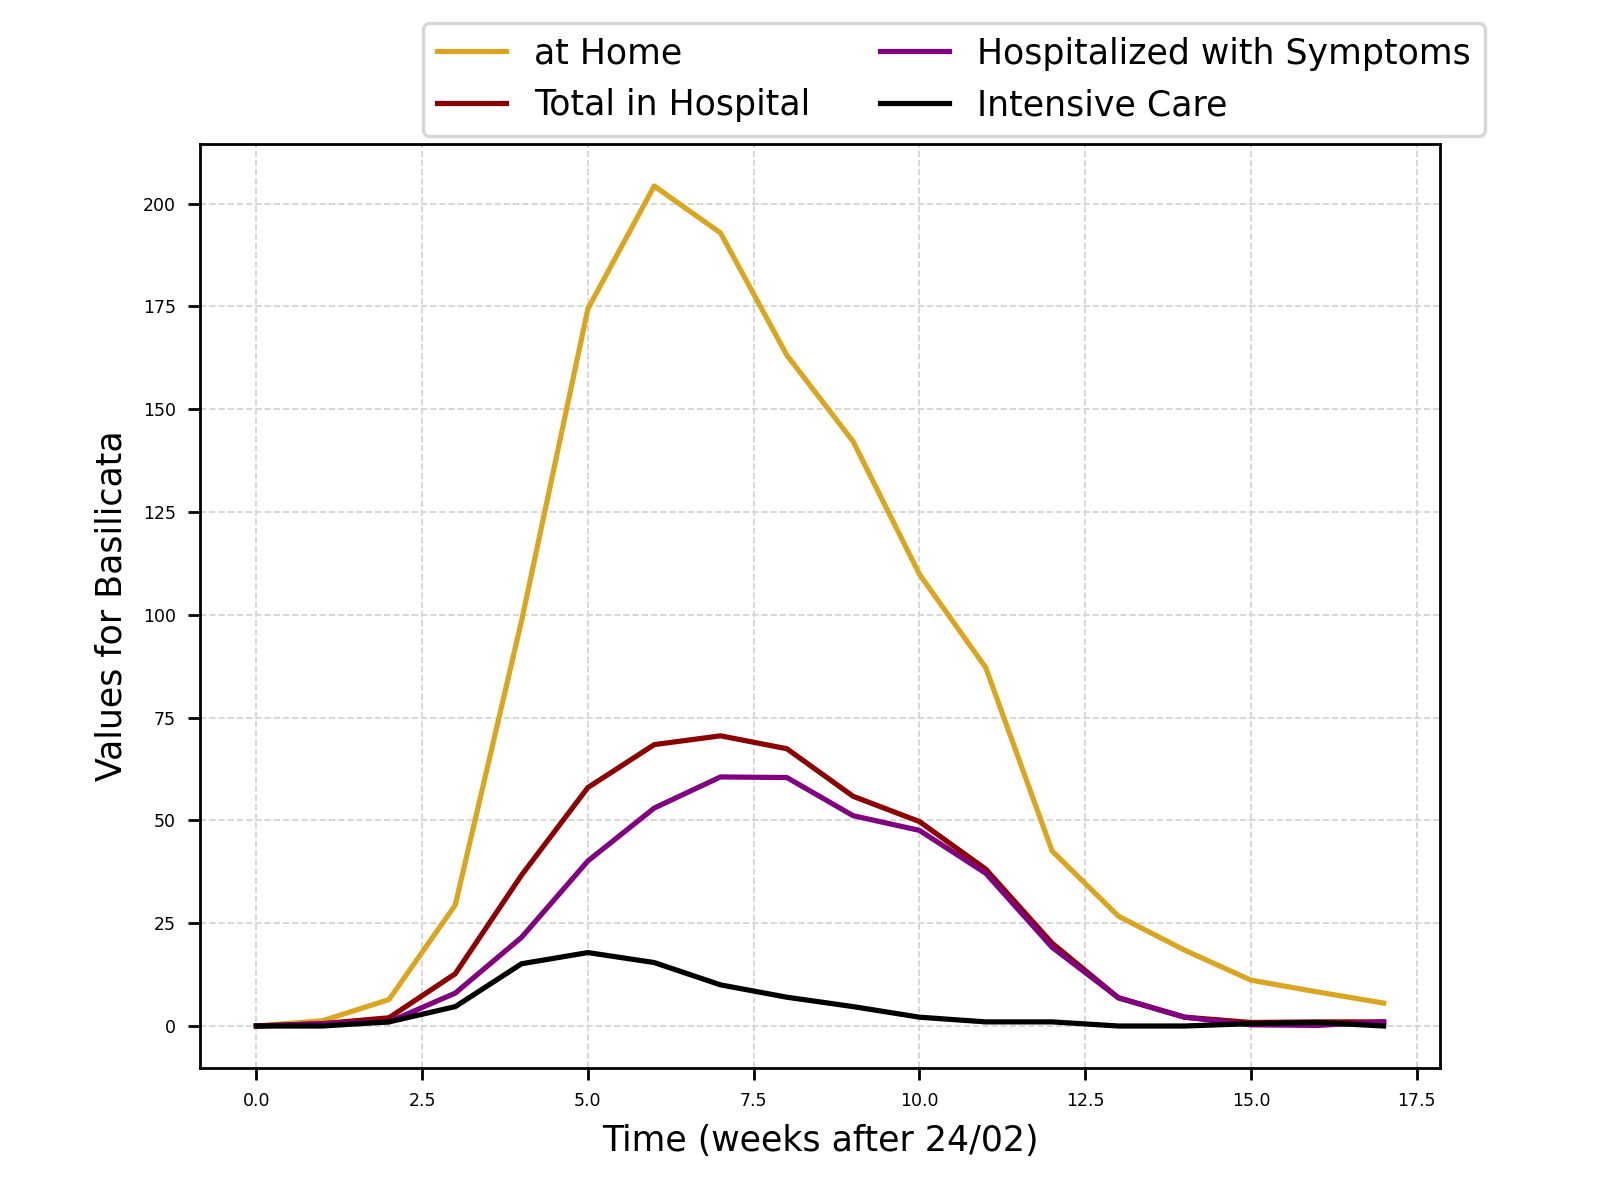 at Home
Total in Hospital
Hospitalized with Symptoms
Intensive Care
Values for Basilicata
200
175
150
125
100
75
50
25
0
0.0 2.5 5.0 7.5 10.0 12.5 15.0 17.5
Time (weeks after 24/02)